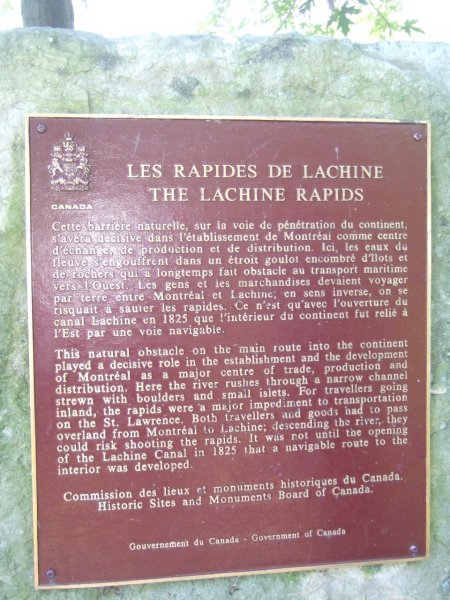 CANADA
LES RAPIDES DE LACHINE
THE LACHINE RAPIDS
Cette barrière naturelle, sur la voie de pénétration du continent,
s'avéra décisive dans l'établissement de Montréal comme centre
d'échange, de production et de distribution. Ici, les eaux du
fleuve s'engouffrent dans un étroit goulot encombré d'îlots et
de rochers qui a longtemps fait obstacle au transport maritime
vers l'Ouest. Les gens et les marchandises devaient voyager
par terre entre Montréal et Lachine; en sens inverse, on se
risquait à sauter les rapides. Ce n'est qu'avec l'ouverture du
canal Lachine en 1825 que l'intérieur du continent fut relié à
l'Est par une voie navigable.
This natural obstacle on the main route into the continent
played a decisive role in the establishment and the development
of Montréal as a major centre of trade, production and
distribution. Here the river rushes through a narrow channel
strewn with boulders and small islets. For travellers going
inland, the rapids were a major impediment to transportation
on the St. Lawrence. Both travellers and goods had to pass
overland from Montréal to Lachine; descending the river, they
could risk shooting the rapids. It was not until the opening
of the Lachine Canal in 1825 that a navigable route to the
interior was developed.
Commission des lieux et monuments historiques du Canada.
Historic Sites and Monuments Board of Canada.
Gouvernement du Canada - Government of Canada